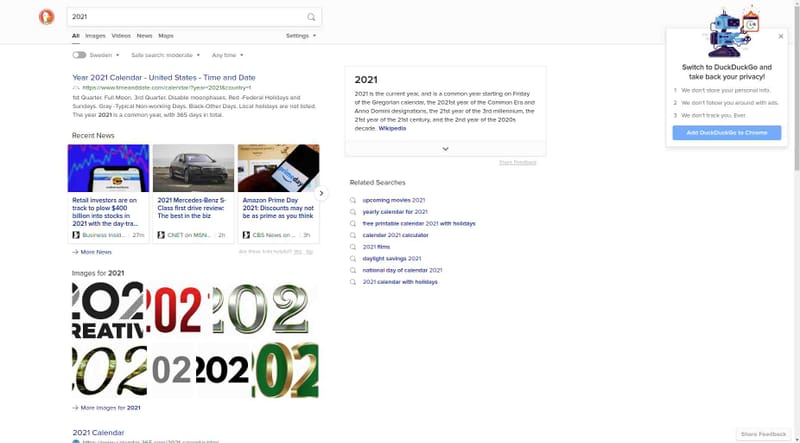 2021
All Images Videos News Maps Settings
Sweden Safe search: moderate Any time
Year 2021 Calendar - United States - Time and Date
https://www.timeanddate.com/calendar/?year=2021&country=1
1st Quarter. Full Moon. 3rd Quarter. Disable moonphases. Red -Federal Holidays and
Sundays. Gray -Typical Non-working Days. Black-Other Days. Local holidays are not listed.
The year 2021 is a common year, with 365 days in total.
Recent News
Retail investors are on
track to plow $400
billion into stocks in
2021 with the day-tra...
Business Insid... 27m
2021 Mercedes-Benz S-
Class first drive review:
The best in the biz
CNET on MSN... 2h
prime day
Amazon Prime Day
2021: Discounts may not
be as prime as you think
CBS News on ... 3h
More News
Are these links helpful? Yes No
Images for 2021
202
CREATIV
202
202
202
02
202
02
More Images for 2021
2021 Calendar
2021
2021 is the current year, and is a common year starting on Friday
of the Gregorian calendar, the 2021st year of the Common Era and
Anno Domini designations, the 21st year of the 3rd millennium, the
21st year of the 21st century, and the 2nd year of the 2020s
decade. Wikipedia
Share Feedback
Related Searches
upcoming movies 2021
yearly calendar for 2021
free printable calendar 2021 with holidays
calendar 2021 calculator
2021 films
daylight savings 2021
national day of calendar 2021
2021 calendar with holidays
Switch to DuckDuckGo and
take back your privacy!
1 We don't store your personal info.
2 We don't follow you around with ads.
3 We don't track you. Ever.
Add DuckDuckGo to Chrome
Share Feedback